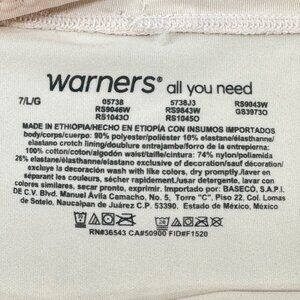 warners® all you need
7/L/G 05738 5738J3 RS9043W
RS9046W RS9843W GS3973O
RS1043O RS1045O
MADE IN ETHIOPIA/HECHO EN ETIOPÍA CON INSUMOS IMPORTADOS
body/corps/cuerpo: 90% polyester/poliéster 10% elastane/
elastano crotch lining/doublure entrejambe/forro de la entrepierna:
100% cotton/coton/algodón waist/taille/cintura: 74% nylon/poliamida
26% elastane/élasthanne/elastano exclusive of decoration/sauf
décoration/excluye la decoración wash with like colors, dry promptly/laver en
séparant les couleurs, sécher rapidement./ usar detergente, lavar
con colores similares, secar pronto, exprimir. Importado por: BASECO, S.A.P.I.
DE C.V. Blvd. Manuel Ávila Camacho, No. 5, Torre "C", Piso 22, Col. Lomas
de Sotelo, Naucalpan de Juárez C.P. 53390. Estado de México, México
RN#36543 CA#50900 FID#F1520